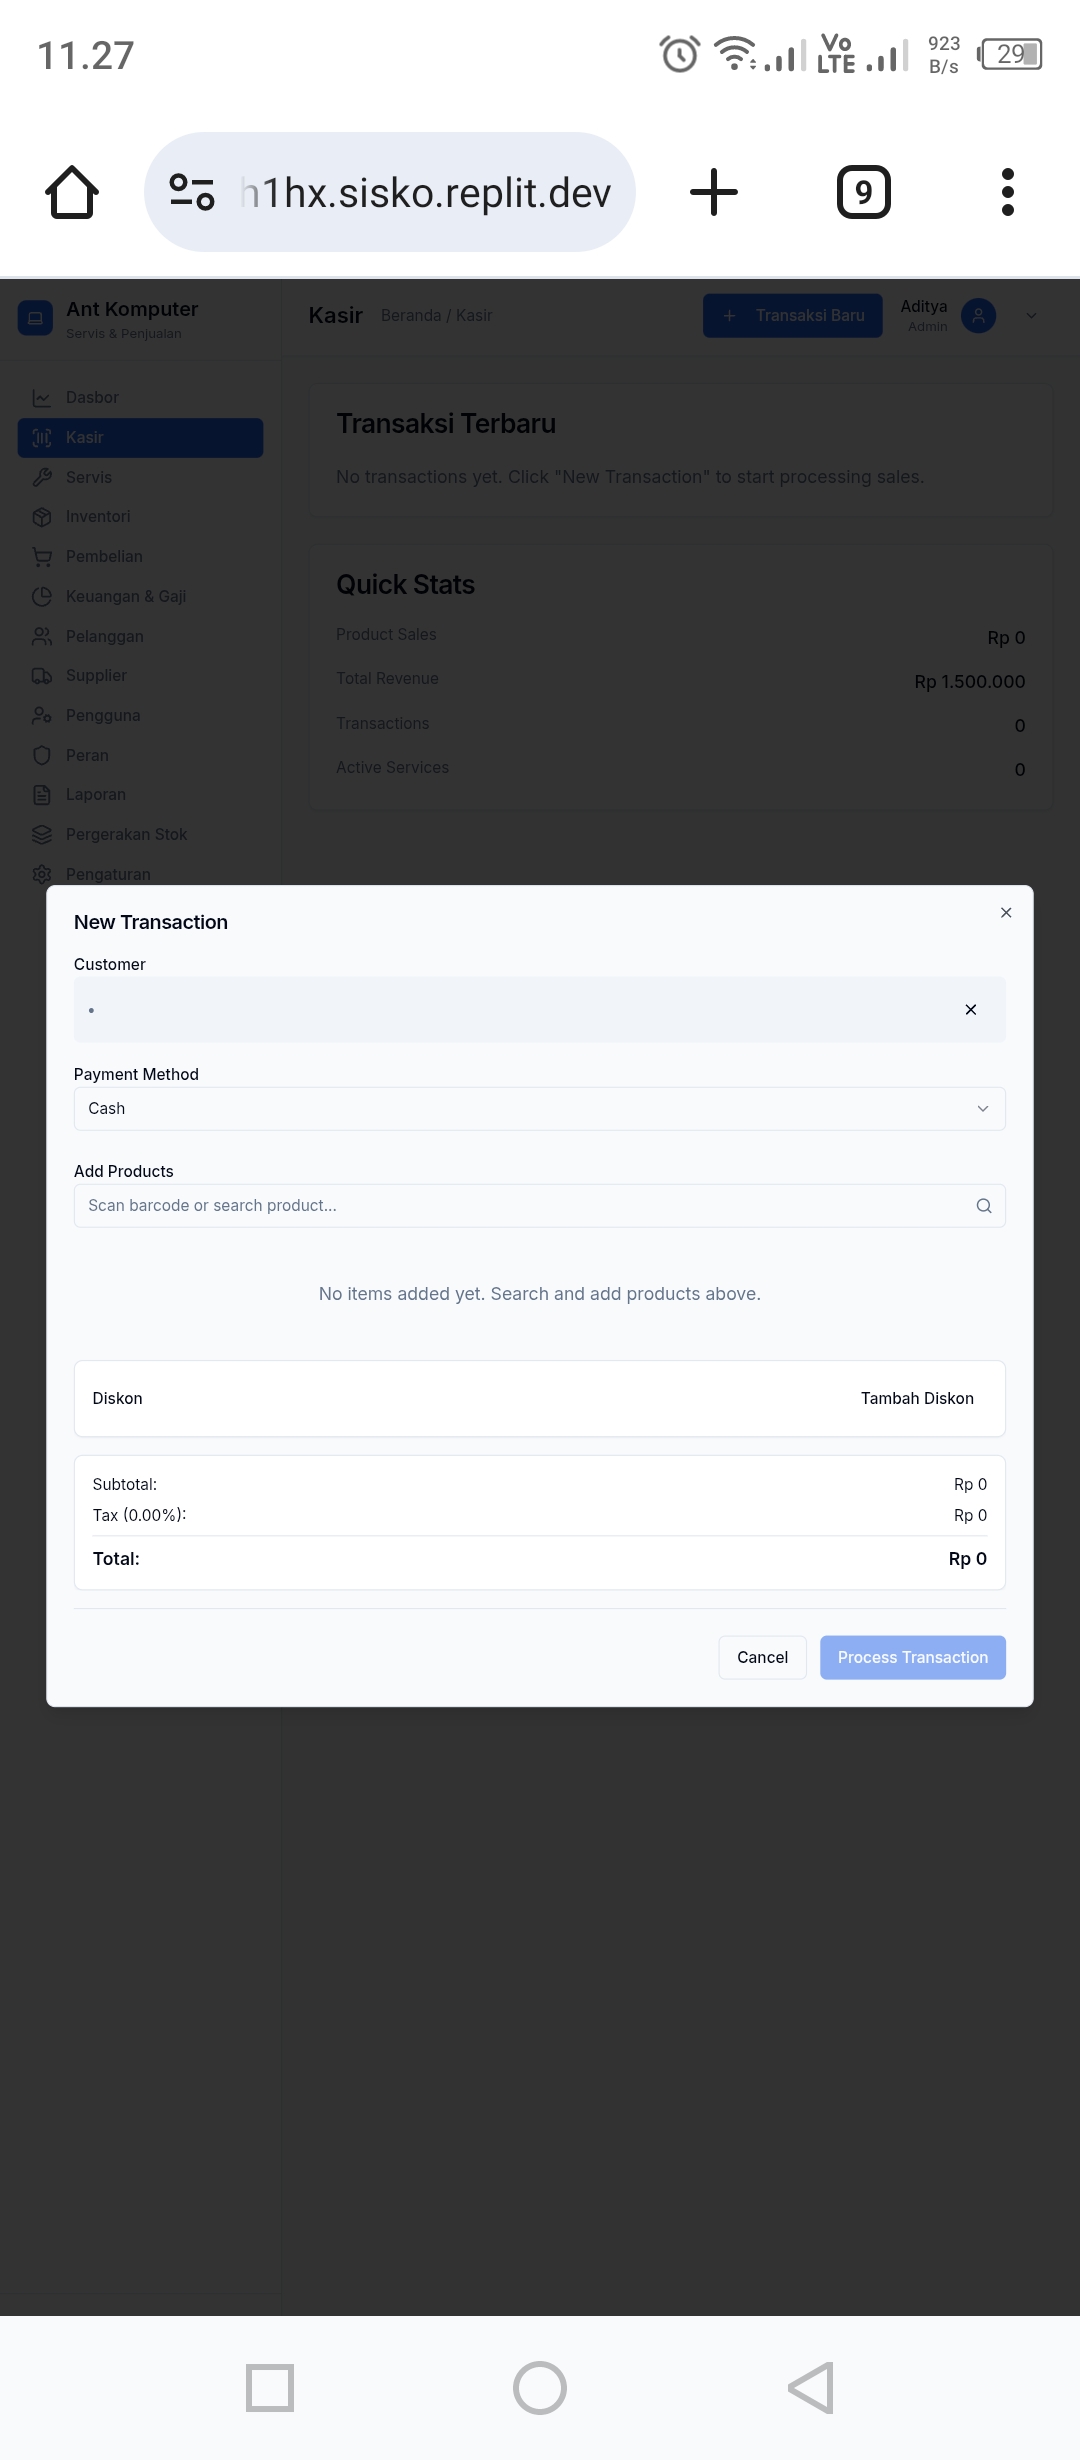 11.27
Vo
LTE
923
B/s
29
h1hx.sisko.replit.dev
9
Ant Komputer
Servis & Penjualan
Kasir
Beranda / Kasir
Transaksi Baru
Aditya
Admin
Dasbor
Kasir
Servis
Inventori
Pembelian
Keuangan & Gaji
Pelanggan
Supplier
Pengguna
Peran
Laporan
Pergerakan Stok
Pengaturan
Transaksi Terbaru
No transactions yet. Click "New Transaction" to start processing sales.
Quick Stats
Product Sales Rp 0
Total Revenue Rp 1.500.000
Transactions 0
Active Services 0
New Transaction
Customer
•
Payment Method
Cash
Add Products
Scan barcode or search product...
No items added yet. Search and add products above.
Diskon Tambah Diskon
Subtotal: Rp 0
Tax (0.00%): Rp 0
Total: Rp 0
Cancel Process Transaction